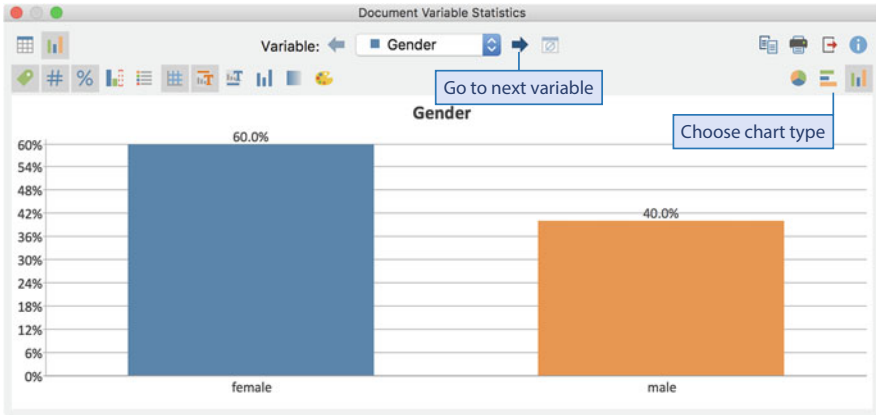 Document Variable Statistics
Variable: Gender
# %
Go to next variable
Choose chart type
Gender
60%
54%
48%
42%
36%
30%
24%
18%
12%
6%
0%
60.0%
40.0%
female male